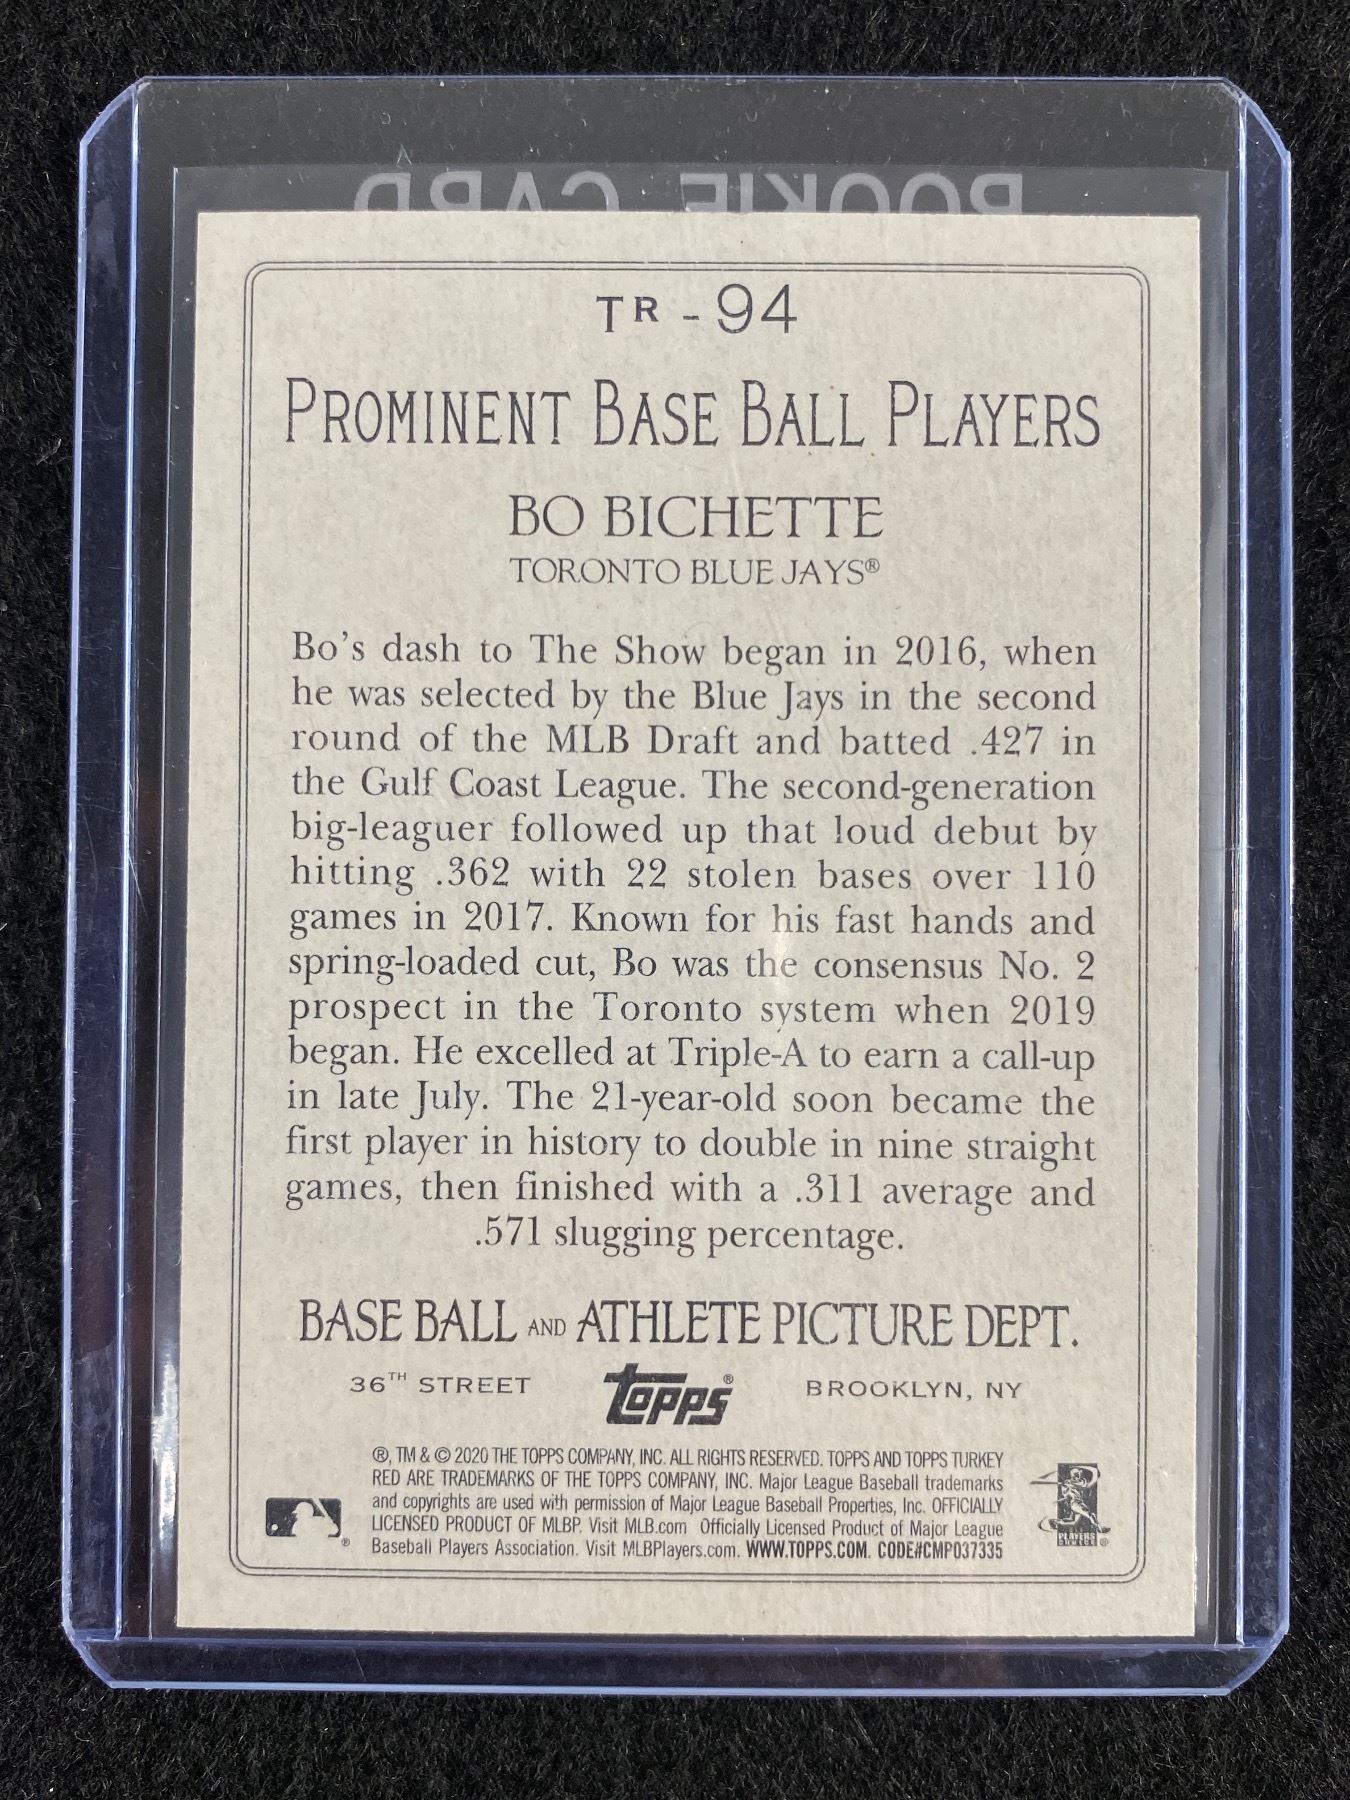 ROOKIE CARD
TR - 94
PROMINENT BASE BALL PLAYERS
BO BICHETTE
TORONTO BLUE JAYS®
Bo's dash to The Show began in 2016, when
he was selected by the Blue Jays in the second
round of the MLB Draft and batted .427 in
the Gulf Coast League. The second-generation
big-leaguer followed up that loud debut by
hitting .362 with 22 stolen bases over 110
games in 2017. Known for his fast hands and
spring-loaded cut, Bo was the consensus No. 2
prospect in the Toronto system when 2019
began. He excelled at Triple-A to earn a call-up
in late July. The 21-year-old soon became the
first player in history to double in nine straight
games, then finished with a .311 average and
.571 slugging percentage.
BASE BALL AND ATHLETE PICTURE DEPT.
36TH STREET topps® BROOKLYN, NY
®, TM & © 2020 THE TOPPS COMPANY, INC. ALL RIGHTS RESERVED. TOPPS AND TOPPS TURKEY
RED ARE TRADEMARKS OF THE TOPPS COMPANY, INC. Major League Baseball trademarks
and copyrights are used with permission of Major League Baseball Properties, Inc. OFFICIALLY
LICENSED PRODUCT OF MLBP. Visit MLB.com Officially Licensed Product of Major League
Baseball Players Association. Visit MLBPlayers.com. WWW.TOPPS.COM. CODE#CMP037335
PLAYERS
CHOICE ®